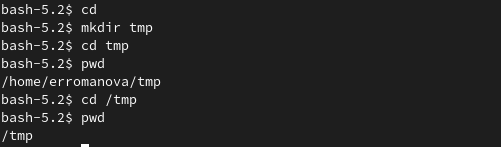 bash-5.2$ cd
bash-5.2$ mkdir tmp
bash-5.2$ cd tmp
bash-5.2$ pwd
/home/erromanova/tmp
bash-5.2$ cd /tmp
bash-5.2$ pwd
/tmp